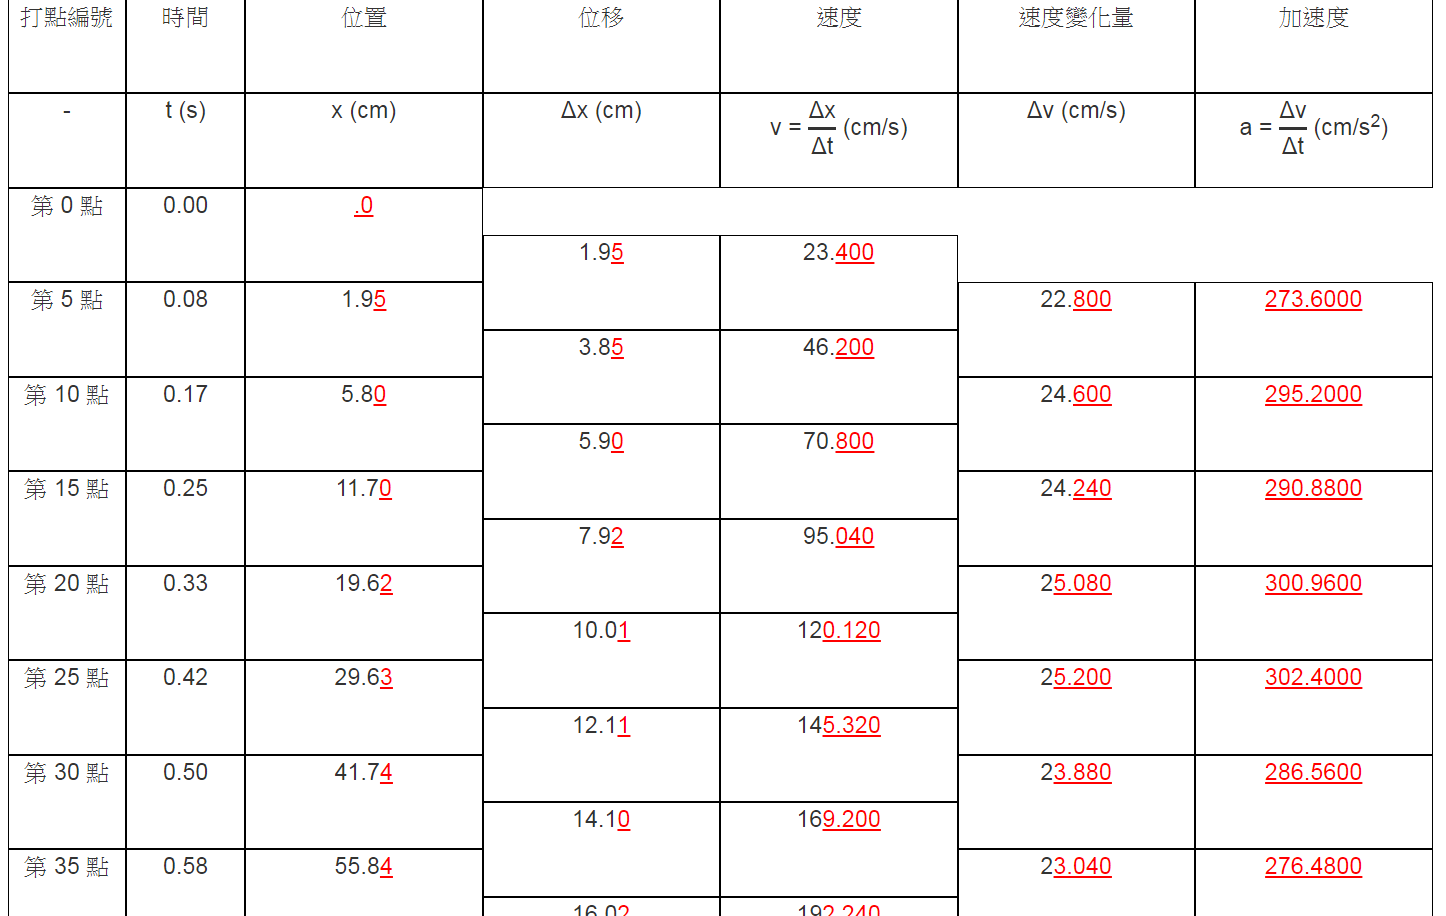 打點編號 時間 位置 位移 速度 速度變化量 加速度
- t (s) x (cm) Δx (cm) v = Δx/Δt (cm/s) Δv (cm/s) a = Δv/Δt (cm/s²)
第 0 點 0.00 .0
1.95 23.400
第 5 點 0.08 1.95 22.800 273.6000
3.85 46.200
第 10 點 0.17 5.80 24.600 295.2000
5.90 70.800
第 15 點 0.25 11.70 24.240 290.8800
7.92 95.040
第 20 點 0.33 19.62 25.080 300.9600
10.01 120.120
第 25 點 0.42 29.63 25.200 302.4000
12.11 145.320
第 30 點 0.50 41.74 23.880 286.5600
14.10 169.200
第 35 點 0.58 55.84 23.040 276.4800
16.02 192.240